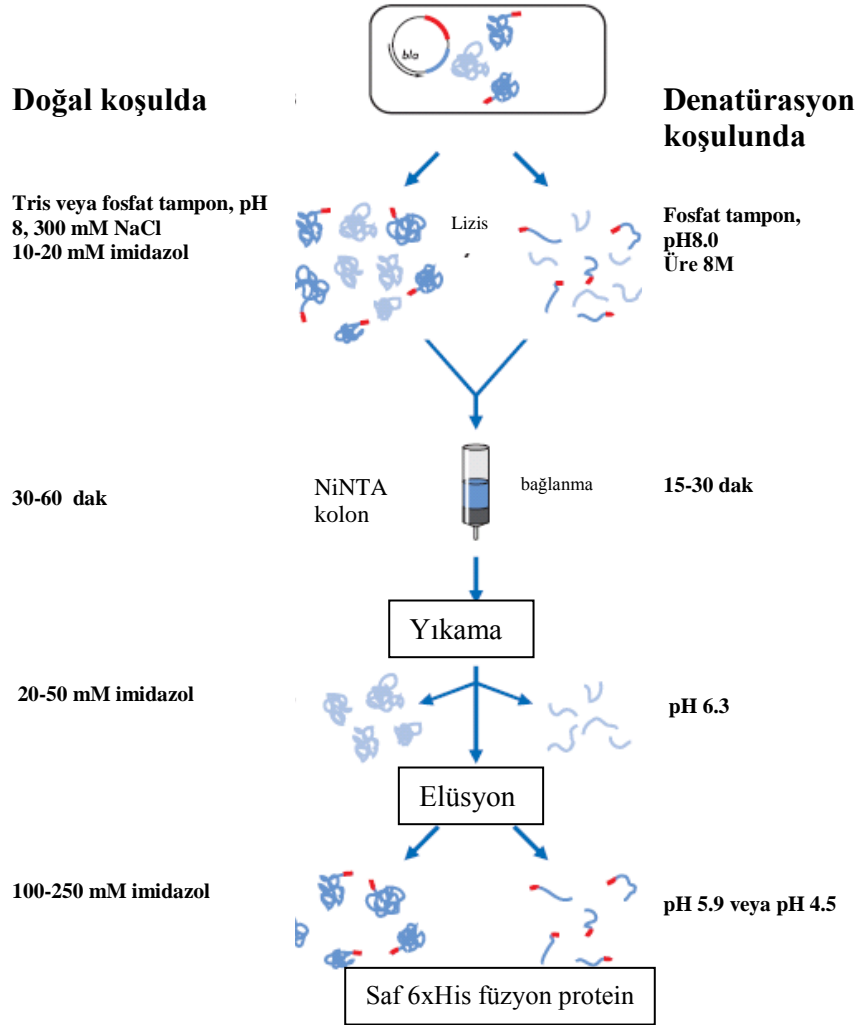 blo
Doğal koşulda
Denatürasyon
koşulunda
Tris veya fosfat tampon, pH
8, 300 mM NaCl
10-20 mM imidazol
Lizis
Fosfat tampon,
pH8.0
Üre 8M
30-60 dak
NiNTA
kolon
bağlanma
15-30 dak
Yıkama
20-50 mM imidazol
pH 6.3
Elüsyon
100-250 mM imidazol
pH 5.9 veya pH 4.5
Saf 6xHis füzyon protein